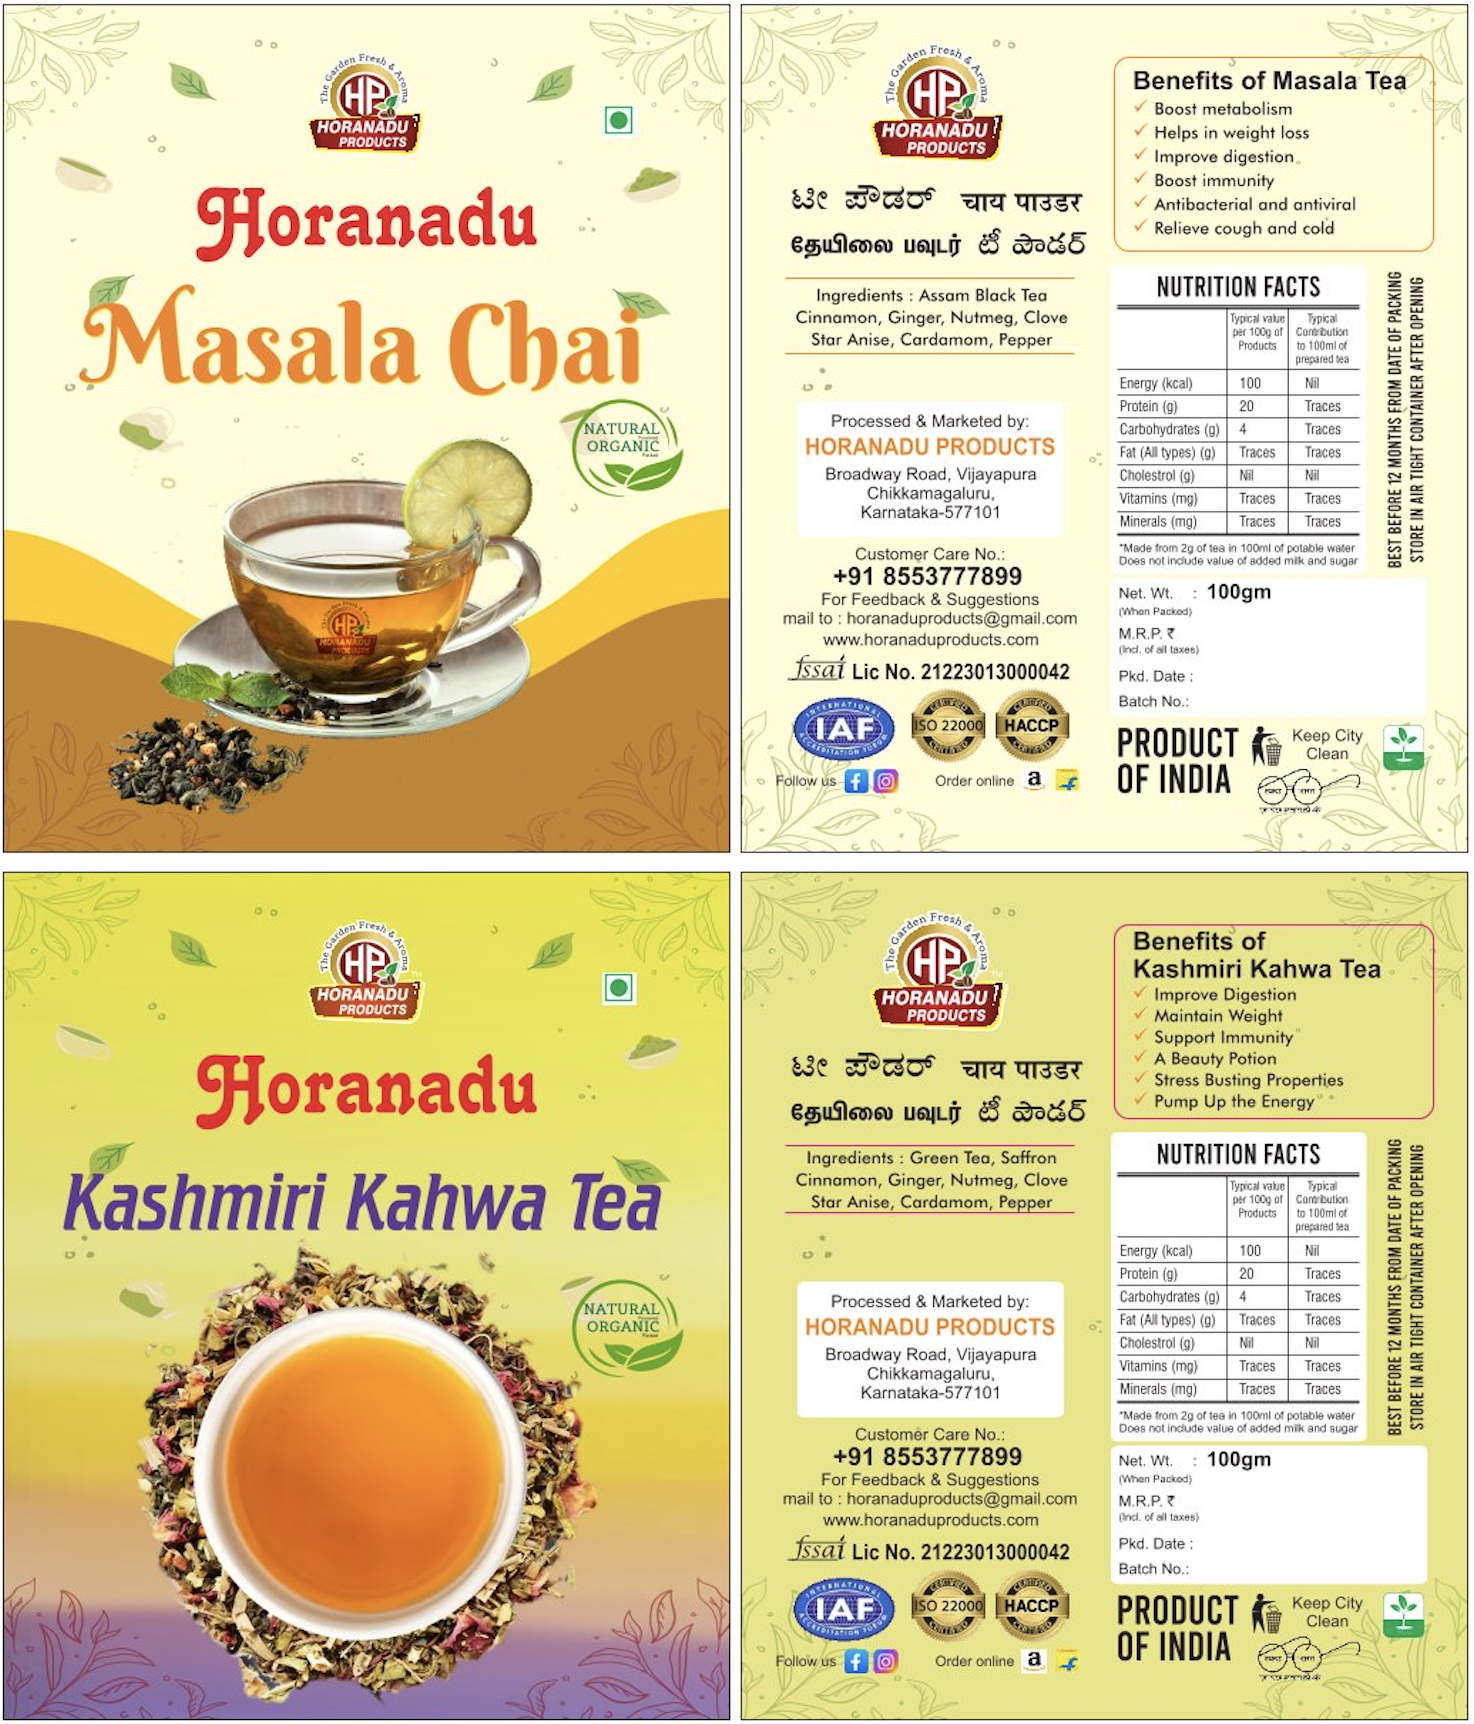 The Garden Fresh & Aroma
HP
HORANADU
PRODUCTS
Horanadu
Masala Chai
NATURAL
ORGANIC
HP
HORANADU
PRODUCTS
The Garden Fresh & Aroma
HP
HORANADU
PRODUCTS
ಟೀ ಪೌಡರ್ चाय पाउडर
தேயிலை பவுடர் టీ పౌడర్
Ingredients : Assam Black Tea
Cinnamon, Ginger, Nutmeg, Clove
Star Anise, Cardamom, Pepper
Processed & Marketed by:
HORANADU PRODUCTS
Broadway Road, Vijayapura
Chikkamagaluru,
Karnataka-577101
Customer Care No.:
+91 8553777899
For Feedback & Suggestions
mail to : horanaduproducts@gmail.com
www.horanaduproducts.com
fssai Lic No. 21223013000042
INTERNATIONAL
IAF
ACCREDITATION FORUM
CERTIFIED
ISO 22000
CERTIFIED
CERTIFIED
HACCP
CERTIFIED
Follow us f Order online a
Benefits of Masala Tea
Boost metabolism
Helps in weight loss
Improve digestion
Boost immunity
Antibacterial and antiviral
Relieve cough and cold
NUTRITION FACTS
Typical value per 100g of Products Typical Contribution to 100ml of prepared tea
Energy (kcal) 100 Nil
Protein (g) 20 Traces
Carbohydrates (g) 4 Traces
Fat (All types) (g) Traces Traces
Cholestrol (g) Nil Nil
Vitamins (mg) Traces Traces
Minerals (mg) Traces Traces
*Made from 2g of tea in 100ml of potable water
Does not include value of added milk and sugar
BEST BEFORE 12 MONTHS FROM DATE OF PACKING
STORE IN AIR TIGHT CONTAINER AFTER OPENING
Net. Wt. : 100gm
(When Packed)
M.R.P. ₹
(Incl. of all taxes)
Pkd. Date :
Batch No.:
PRODUCT
OF INDIA
Keep City
Clean
The Garden Fresh & Aroma
HP
TM
HORANADU
PRODUCTS
Horanadu
Kashmiri Kahwa Tea
NATURAL
ORGANIC
The Garden Fresh & Aroma
HP
TM
HORANADU
PRODUCTS
ಟೀ ಪೌಡರ್ चाय पाउडर
தேயிலை பவுடர் టీ పౌడర్
Ingredients : Green Tea, Saffron
Cinnamon, Ginger, Nutmeg, Clove
Star Anise, Cardamom, Pepper
Processed & Marketed by:
HORANADU PRODUCTS
Broadway Road, Vijayapura
Chikkamagaluru,
Karnataka-577101
Customer Care No.:
+91 8553777899
For Feedback & Suggestions
mail to : horanaduproducts@gmail.com
www.horanaduproducts.com
fssai Lic No. 21223013000042
INTERNATIONAL
IAF
ACCREDITATION FORUM
CERTIFIED
ISO 22000
CERTIFIED
CERTIFIED
HACCP
CERTIFIED
Follow us f Order online a
Benefits of
Kashmiri Kahwa Tea
Improve Digestion
Maintain Weight
Support Immunity
A Beauty Potion
Stress Busting Properties
Pump Up the Energy
NUTRITION FACTS
Typical value per 100g of Products Typical Contribution to 100ml of prepared tea
Energy (kcal) 100 Nil
Protein (g) 20 Traces
Carbohydrates (g) 4 Traces
Fat (All types) (g) Traces Traces
Cholestrol (g) Nil Nil
Vitamins (mg) Traces Traces
Minerals (mg) Traces Traces
*Made from 2g of tea in 100ml of potable water
Does not include value of added milk and sugar
BEST BEFORE 12 MONTHS FROM DATE OF PACKING
STORE IN AIR TIGHT CONTAINER AFTER OPENING
Net. Wt. : 100gm
(When Packed)
M.R.P. ₹
(Incl. of all taxes)
Pkd. Date :
Batch No.:
PRODUCT
OF INDIA
Keep City
Clean